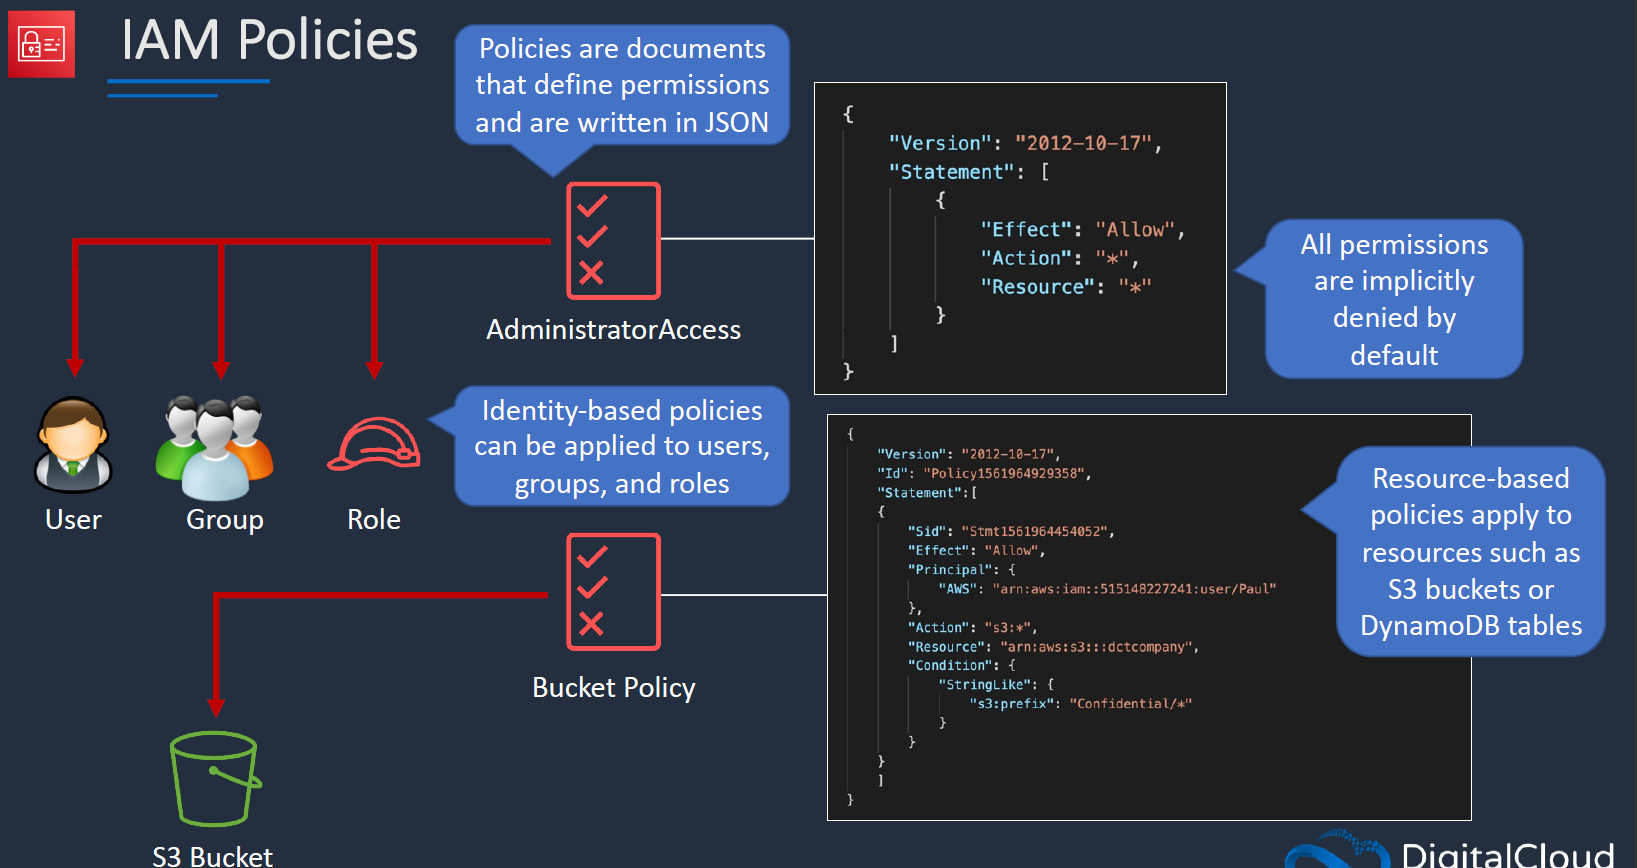 IAM Policies
Policies are documents
that define permissions
and are written in JSON
{
"Version": "2012-10-17",
"Statement": [
{
"Effect": "Allow",
"Action": "*",
"Resource": "*"
}
]
}
All permissions
are implicitly
denied by
default
AdministratorAccess
Identity-based policies
can be applied to users,
groups, and roles
User
Group
Role
{
"Version": "2012-10-17",
"Id": "Policy1561964929358",
"Statement":[
{
"Sid": "Stmt1561964454052",
"Effect": "Allow",
"Principal": {
"AWS": "arn:aws:iam::515148227241:user/Paul"
},
"Action": "s3:*",
"Resource": "arn:aws:s3:::dctcompany",
"Condition": {
"StringLike": {
"s3:prefix": "Confidential/*"
}
}
}
]
}
Resource-based
policies apply to
resources such as
S3 buckets or
DynamoDB tables
Bucket Policy
S3 Bucket
DigitalCloud